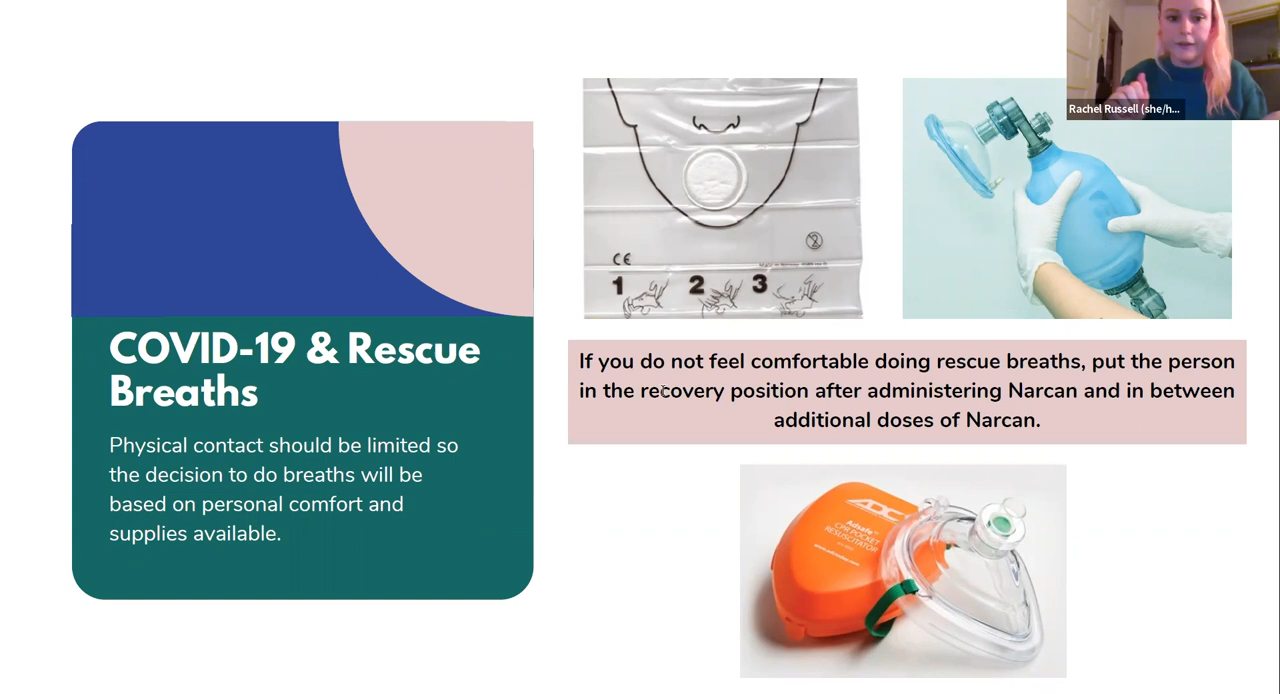 Rachel Russell (she/h...
COVID-19 & Rescue
Breaths
Physical contact should be limited so
the decision to do breaths will be
based on personal comfort and
supplies available.
CE
1 2 3
If you do not feel comfortable doing rescue breaths, put the person
in the recovery position after administering Narcan and in between
additional doses of Narcan.
ADC
Adsafe™
CPR POCKET
RESUSCITATOR